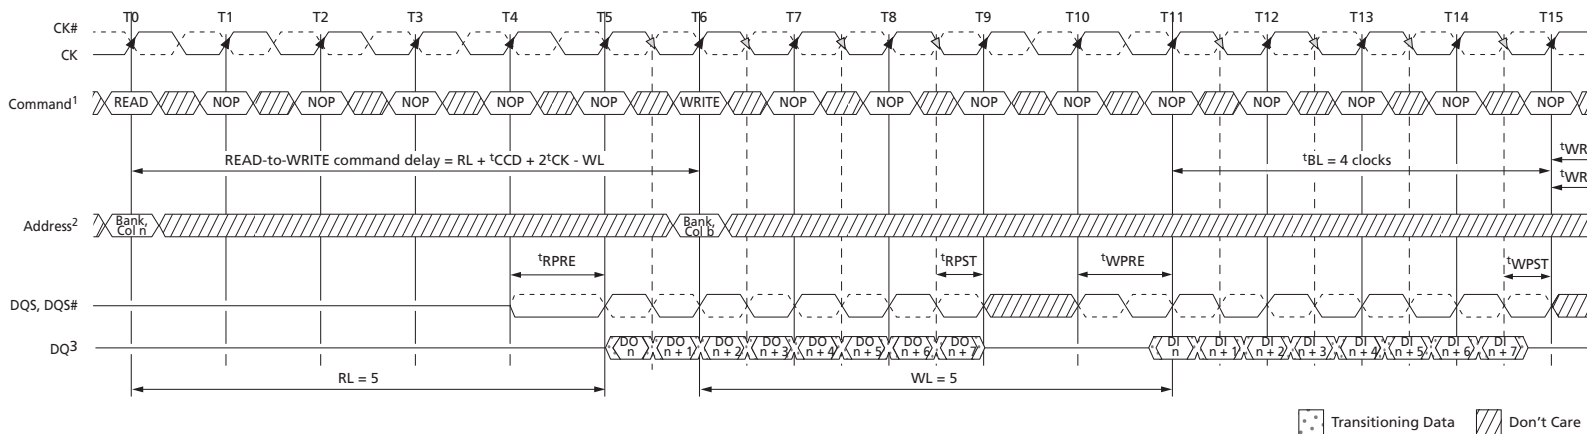 T0 T1 T2 T3 T4 T5 T6 T7 T8 T9 T10 T11 T12 T13 T14 T15
CK#
CK
Command1 READ NOP NOP NOP NOP NOP WRITE NOP NOP NOP NOP NOP NOP NOP NOP NOP
READ-to-WRITE command delay = RL + tCCD + 2tCK - WL
tBL = 4 clocks
tWR
tWR
Address2
Bank,
Col n
Bank,
Col b
tRPRE tRPST tWPRE tWPST
DQS, DQS#
DQ3
DO DO DO DO DO DO DO DO DI DI DI DI DI DI DI DI
n n + 1 n + 2 n + 3 n + 4 n + 5 n + 6 n + 7 n n + 1 n + 2 n + 3 n + 4 n + 5 n + 6 n + 7
RL = 5 WL = 5
Transitioning Data Don't Care